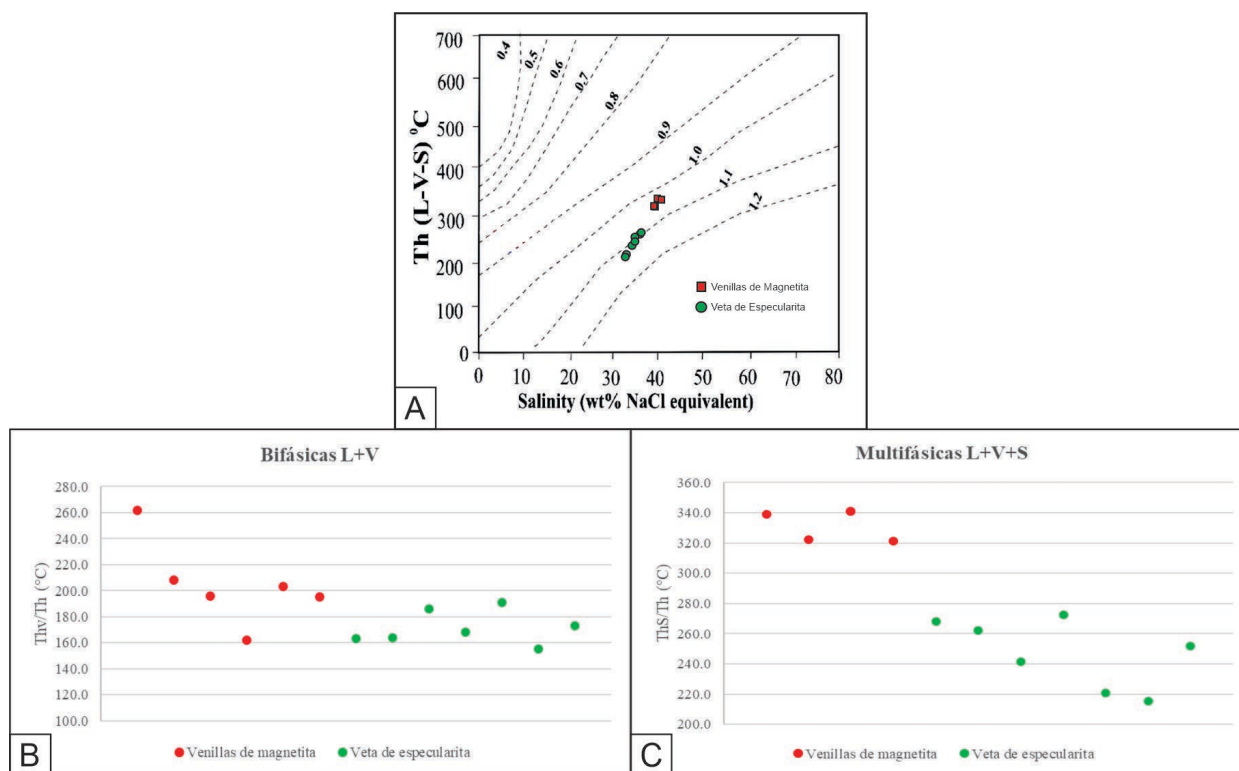 700
600
500
400
300
200
100
0
Th (L-V-S) ⁰C
0.4
0.5
0.6
0.7
0.8
0.9
1.0
1.1
1.2
Venillas de Magnetita
Veta de Especularita
0 10 20 30 40 50 60 70 80
Salinity (wt% NaCl equivalent)
A
Bifásicas L+V
280.0
260.0
240.0
220.0
200.0
180.0
160.0
140.0
120.0
100.0
Thv/Th (°C)
Venillas de magnetita Veta de especularita
B
Multifásicas L+V+S
360.0
340.0
320.0
300.0
280.0
260.0
240.0
220.0
200.0
ThS/Th (°C)
Venillas de magnetita Veta de especularita
C